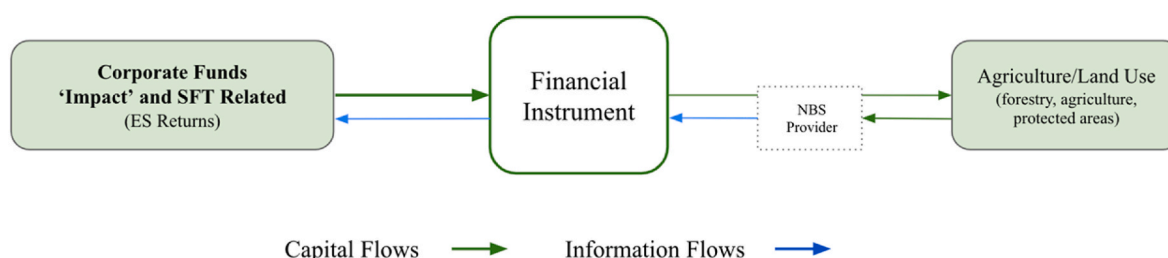 Corporate Funds
‘Impact’ and SFT Related
(ES Returns)
Financial
Instrument
NBS
Provider
Agriculture/Land Use
(forestry, agriculture,
protected areas)
Capital Flows
Information Flows